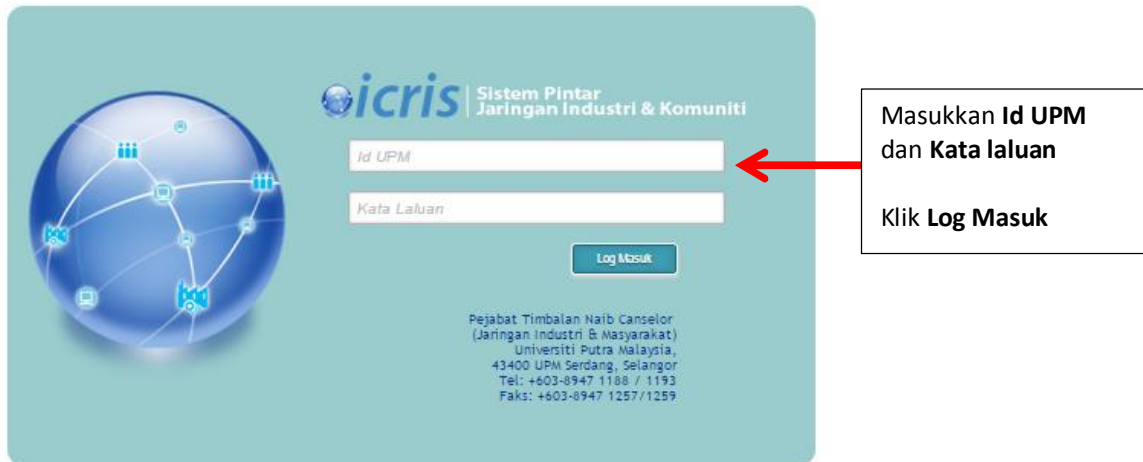 icris
Sistem Pintar
Jaringan Industri & Komuniti
Id UPM
Kata Laluan
Log Masuk
Pejabat Timbalan Naib Canselor
(Jaringan Industri & Masyarakat)
Universiti Putra Malaysia,
43400 UPM Serdang, Selangor
Tel: +603-8947 1188 / 1193
Faks: +603-8947 1257/1259
Masukkan Id UPM
dan Kata laluan
Klik Log Masuk